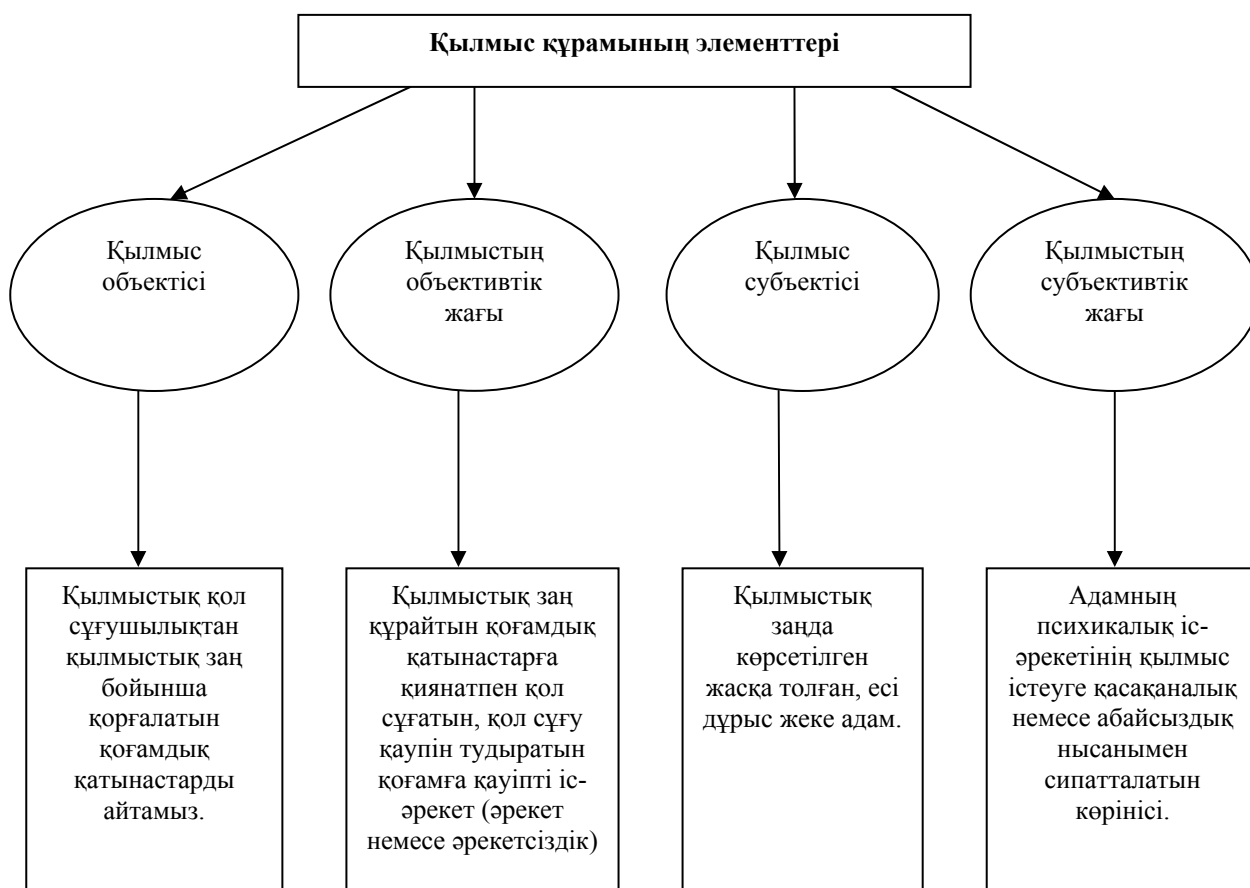 Қылмыс құрамының элементтері
Қылмыс
объектісі
Қылмыстың
объективтік
жағы
Қылмыс
субъектісі
Қылмыстың
субъективтік
жағы
Қылмыстық қол
сұғушылықтан
қылмыстық заң
бойынша
қорғалатын
қоғамдық
қатынастарды
айтамыз.
Қылмыстық заң
құрайтын қоғамдық
қатынастарға
қиянатпен қол
сұғатын, қол сұғу
қаупін тудыратын
қоғамға қауіпті іс-
әрекет (әрекет
немесе әрекетсіздік)
Қылмыстық
заңда
көрсетілген
жасқа толған, есі
дұрыс жеке адам.
Адамның
психикалық іс-
әрекетінің қылмыс
істеуге қасақаналық
немесе абайсыздық
нысанымен
сипатталатын
көрінісі.